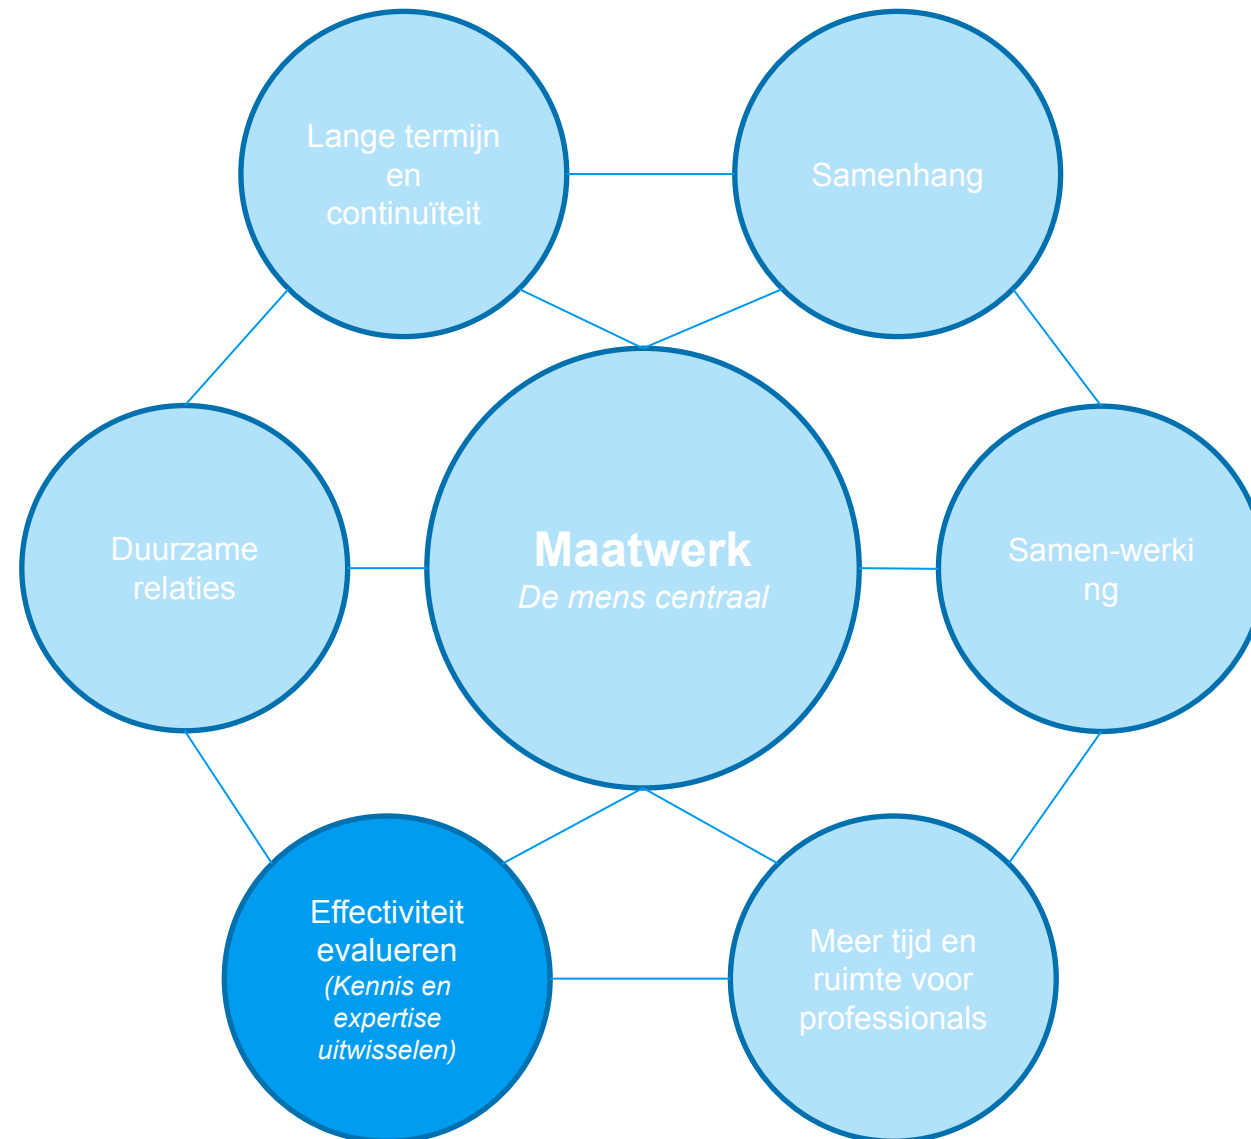 Lange termijn
en
continuïteit
Samenhang
Duurzame
relaties
Maatwerk
De mens centraal
Samen-werki
ng
Effectiviteit
evalueren
(Kennis en
expertise
uitwisselen)
Meer tijd en
ruimte voor
professionals